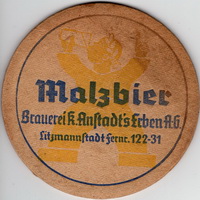 Malzbier
Brauerei K. Anstadt's Erben A-G.
Litzmannstadt Fernr. 122-31